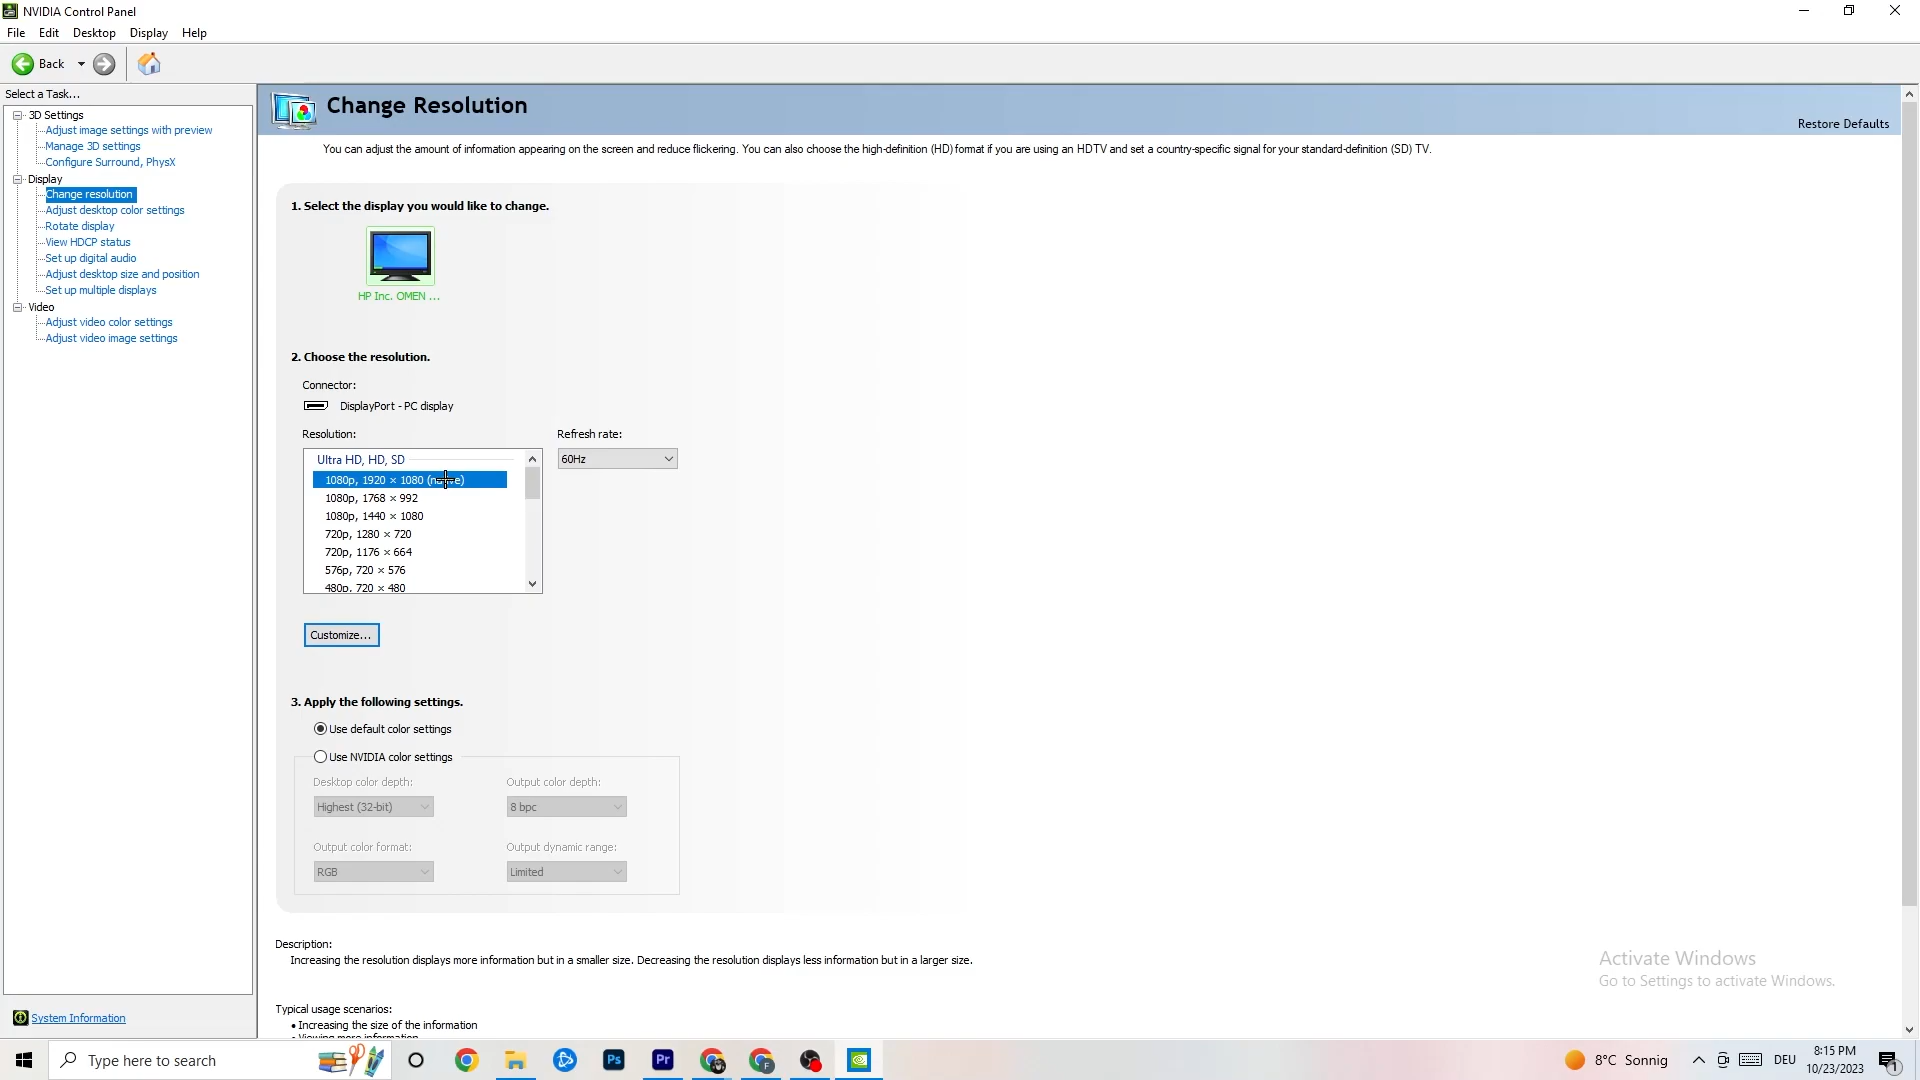 NVIDIA Control Panel
File Edit Desktop Display Help
Back
Select a Task...
3D Settings
Adjust image settings with preview
Manage 3D settings
Configure Surround, PhysX
Display
Change resolution
Adjust desktop color settings
Rotate display
View HDCP status
Set up digital audio
Adjust desktop size and position
Set up multiple displays
Video
Adjust video color settings
Adjust video image settings
System Information
Change Resolution
Restore Defaults
You can adjust the amount of information appearing on the screen and reduce flickering. You can also choose the high-definition (HD) format if you are using an HDTV and set a country-specific signal for your standard-definition (SD) TV.
1. Select the display you would like to change.
HP Inc. OMEN ...
2. Choose the resolution.
Connector:
DisplayPort - PC display
Resolution:
Refresh rate:
Ultra HD, HD, SD
60Hz
1080p, 1920 × 1080
1080p, 1768 × 992
1080p, 1440 × 1080
720p, 1280 × 720
720p, 1176 × 664
576p, 720 × 576
480p, 720 × 480
Customize...
3. Apply the following settings.
Use default color settings
Use NVIDIA color settings
Desktop color depth:
Output color depth:
Highest (32-bit)
8 bpc
Output color format:
Output dynamic range:
RGB
Limited
Description:
Increasing the resolution displays more information but in a smaller size. Decreasing the resolution displays less information but in a larger size.
Typical usage scenarios:
• Increasing the size of the information
• Viewing more information
Activate Windows
Go to Settings to activate Windows.
Type here to search
Ps
Pr
F
8°C Sonnig
DEU
8:15 PM
10/23/2023
1